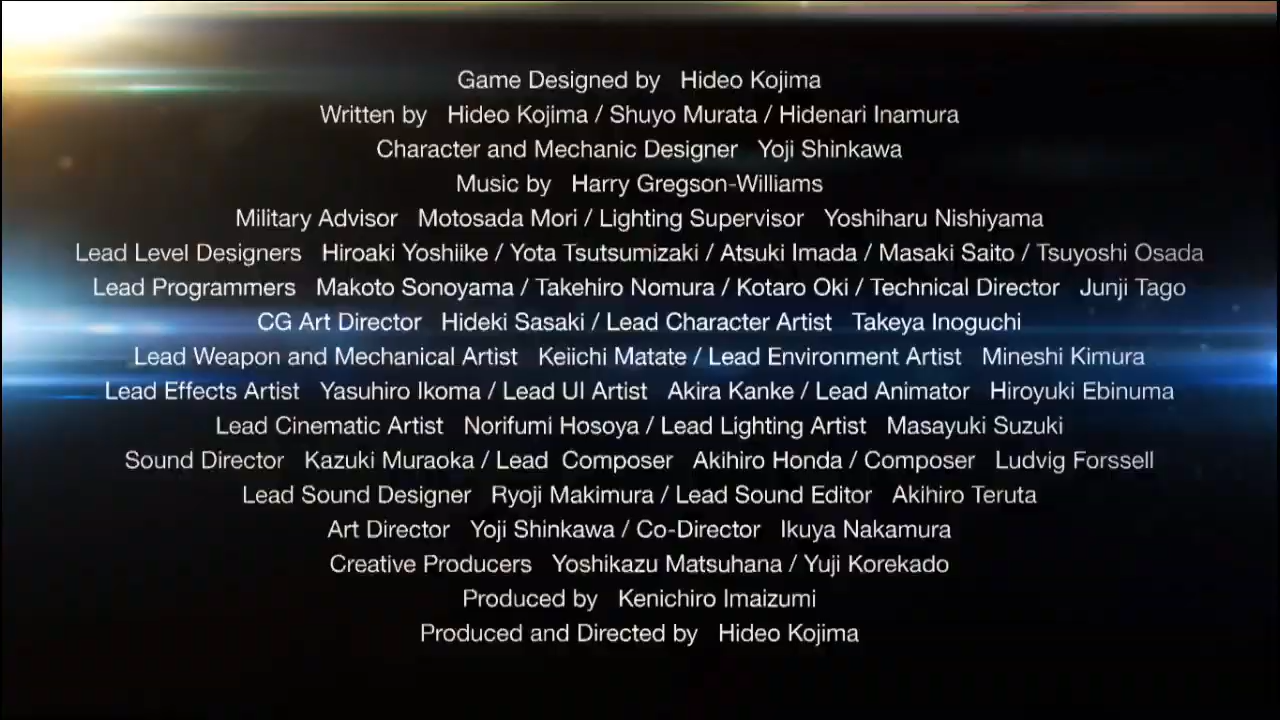 Game Designed by Hideo Kojima
Written by Hideo Kojima / Shuyo Murata / Hidenari Inamura
Character and Mechanic Designer Yoji Shinkawa
Music by Harry Gregson-Williams
Military Advisor Motosada Mori / Lighting Supervisor Yoshiharu Nishiyama
Lead Level Designers Hiroaki Yoshiike / Yota Tsutsumizaki / Atsuki Imada / Masaki Saito / Tsuyoshi Osada
Lead Programmers Makoto Sonoyama / Takehiro Nomura / Kotaro Oki / Technical Director Junji Tago
CG Art Director Hideki Sasaki / Lead Character Artist Takeya Inoguchi
Lead Weapon and Mechanical Artist Keiichi Matate / Lead Environment Artist Mineshi Kimura
Lead Effects Artist Yasuhiro Ikoma / Lead UI Artist Akira Kanke / Lead Animator Hiroyuki Ebinuma
Lead Cinematic Artist Norifumi Hosoya / Lead Lighting Artist Masayuki Suzuki
Sound Director Kazuki Muraoka / Lead Composer Akihiro Honda / Composer Ludvig Forssell
Lead Sound Designer Ryoji Makimura / Lead Sound Editor Akihiro Teruta
Art Director Yoji Shinkawa / Co-Director Ikuya Nakamura
Creative Producers Yoshikazu Matsuhana / Yuji Korekado
Produced by Kenichiro Imaizumi
Produced and Directed by Hideo Kojima